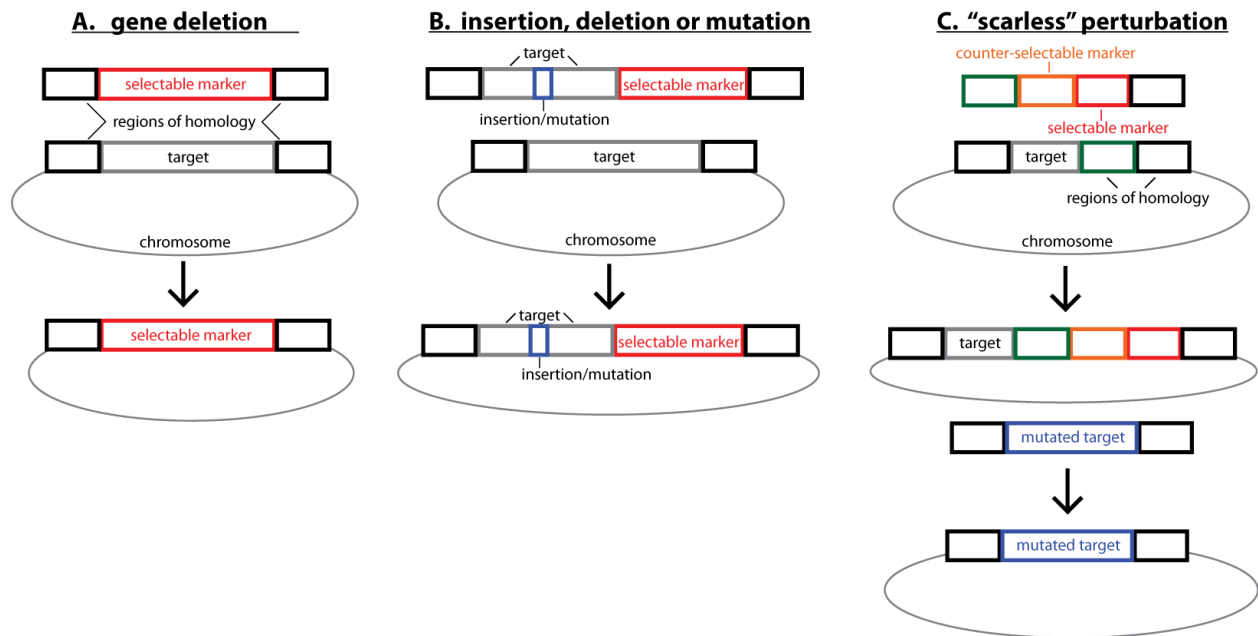 A. gene deletion
selectable marker
regions of homology
target
chromosome
selectable marker
B. insertion, deletion or mutation
target
selectable marker
insertion/mutation
target
chromosome
target
selectable marker
insertion/mutation
C. “scarless” perturbation
counter-selectable marker
selectable marker
target
regions of homology
chromosome
target
mutated target
mutated target